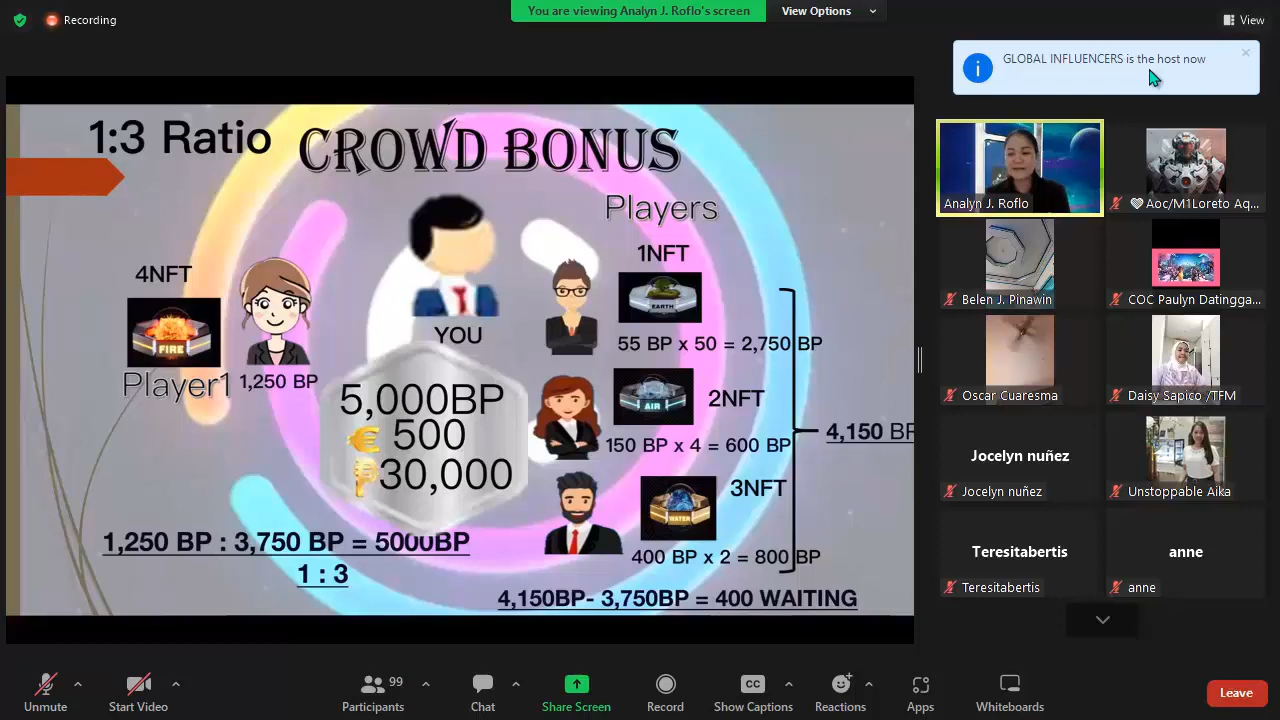 Recording
You are viewing Analyn J. Roflo's screen
View Options
View
GLOBAL INFLUENCERS is the host now
1:3 Ratio
CROWD BONUS
Players
4NFT
FIRE
Player1
1,250 BP
YOU
5,000BP
€ 500
₱30,000
1NFT
EARTH
55 BP x 50 = 2,750 BP
2NFT
AIR
150 BP x 4 = 600 BP
3NFT
WATER
400 BP x 2 = 800 BP
4,150 BP
1,250 BP : 3,750 BP = 5000BP
1 : 3
4,150BP- 3,750BP = 400 WAITING
Analyn J. Roflo
Aoc/M1Loreto Aq...
Belen J. Pinawin
COC Paulyn Datingga...
Oscar Cuaresma
Daisy Sapico /TFM
Jocelyn nuñez
Jocelyn nuñez
Unstoppable Aika
Teresitabertis
Teresitabertis
anne
anne
Unmute
Start Video
Participants
99
Chat
Share Screen
Record
CC
Show Captions
Reactions
Apps
Whiteboards
Leave